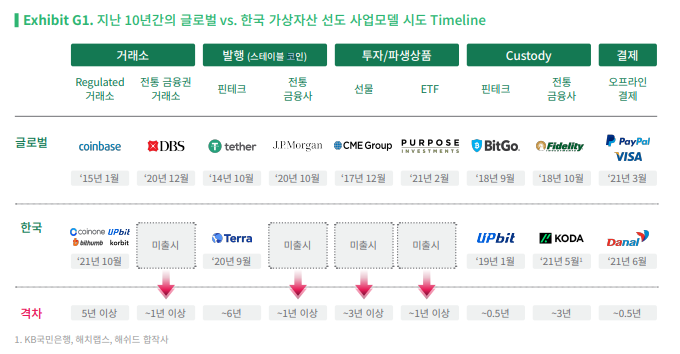 Exhibit G1. 지난 10년간의 글로벌 vs. 한국 가상자산 선도 사업모델 시도 Timeline
거래소 발행 (스테이블 코인) 투자/파생상품 Custody 결제
Regulated 거래소 전통 금융권 거래소 핀테크 전통 금융사 선물 ETF 핀테크 전통 금융사 오프라인 결제
글로벌
coinbase DBS tether J.P.Morgan CME Group PURPOSE INVESTMENTS BitGo Fidelity PayPal VISA
‘15년 1월 ‘20년 12월 ‘14년 10월 ‘20년 10월 ‘17년 12월 ‘21년 2월 ‘18년 9월 ‘18년 10월 ‘21년 3월
한국
coinone UPbit bithumb korbit 미출시 Terra 미출시 미출시 미출시 UPbit KODA Danal
‘21년 10월 ‘20년 9월 ‘19년 1월 ‘21년 5월¹ ‘21년 6월
격차 5년 이상 ~1년 이상 ~6년 ~1년 이상 ~3년 이상 ~1년 이상 ~0.5년 ~3년 ~0.5년
1. KB국민은행, 해치랩스, 해쉬드 합작사